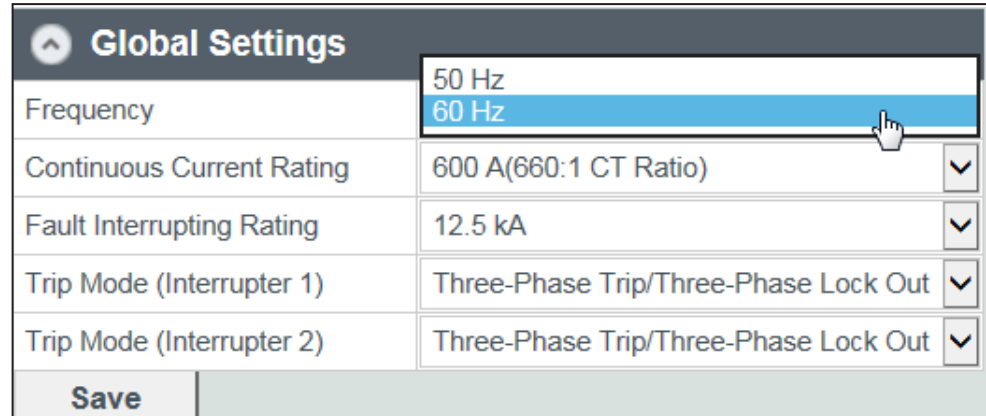 Global Settings
50 Hz
Frequency
60 Hz
Continuous Current Rating
600 A(660:1 CT Ratio)
Fault Interrupting Rating
12.5 kA
Trip Mode (Interrupter 1)
Three-Phase Trip/Three-Phase Lock Out
Trip Mode (Interrupter 2)
Three-Phase Trip/Three-Phase Lock Out
Save